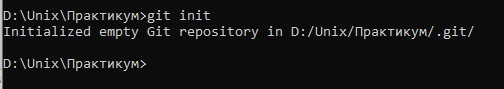 D:\Unix\Практикум>git init
Initialized empty Git repository in D:/Unix/Практикум/.git/
D:\Unix\Практикум>